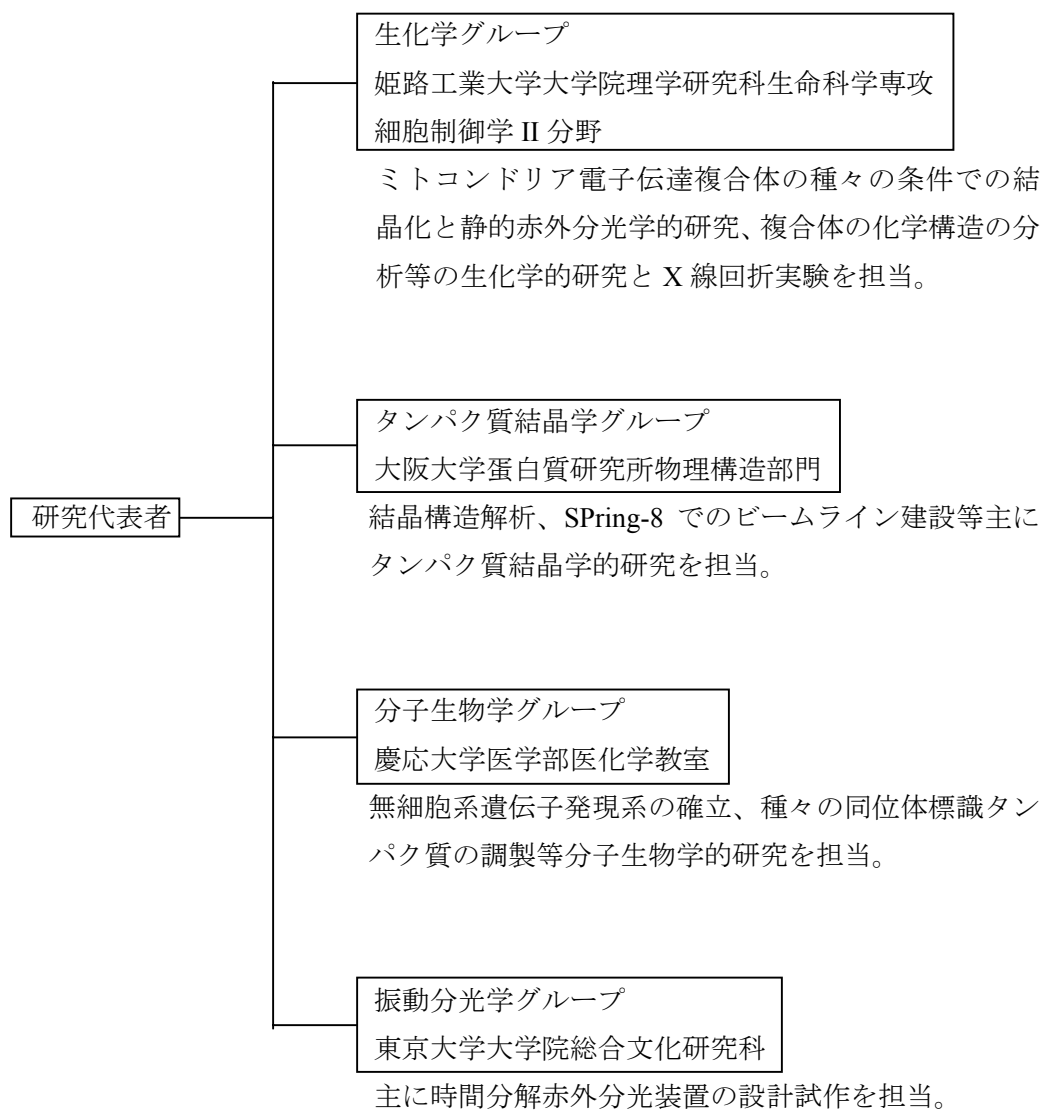 生化学グループ
姫路工業大学大学院理学研究科生命科学専攻
細胞制御学 II 分野
ミトコンドリア電子伝達複合体の種々の条件での結
晶化と静的赤外分光学的研究、複合体の化学構造の分
析等の生化学的研究と X 線回折実験を担当。
タンパク質結晶学グループ
大阪大学蛋白質研究所物理構造部門
研究代表者
結晶構造解析、SPring-8 でのビームライン建設等主に
タンパク質結晶学的研究を担当。
分子生物学グループ
慶応大学医学部医化学教室
無細胞系遺伝子発現系の確立、種々の同位体標識タン
パク質の調製等分子生物学的研究を担当。
振動分光学グループ
東京大学大学院総合文化研究科
主に時間分解赤外分光装置の設計試作を担当。